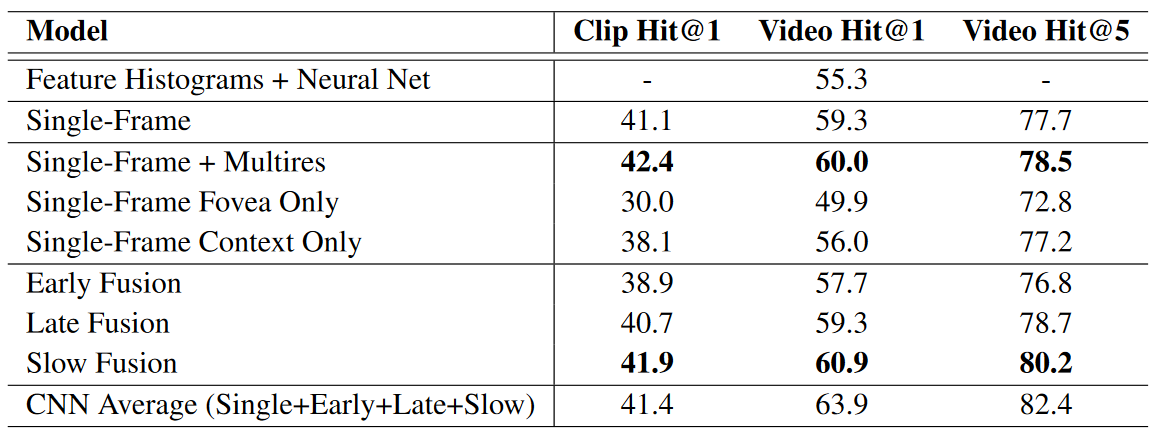 Model Clip Hit@1 Video Hit@1 Video Hit@5
Feature Histograms + Neural Net - 55.3 -
Single-Frame 41.1 59.3 77.7
Single-Frame + Multires 42.4 60.0 78.5
Single-Frame Fovea Only 30.0 49.9 72.8
Single-Frame Context Only 38.1 56.0 77.2
Early Fusion 38.9 57.7 76.8
Late Fusion 40.7 59.3 78.7
Slow Fusion 41.9 60.9 80.2
CNN Average (Single+Early+Late+Slow) 41.4 63.9 82.4